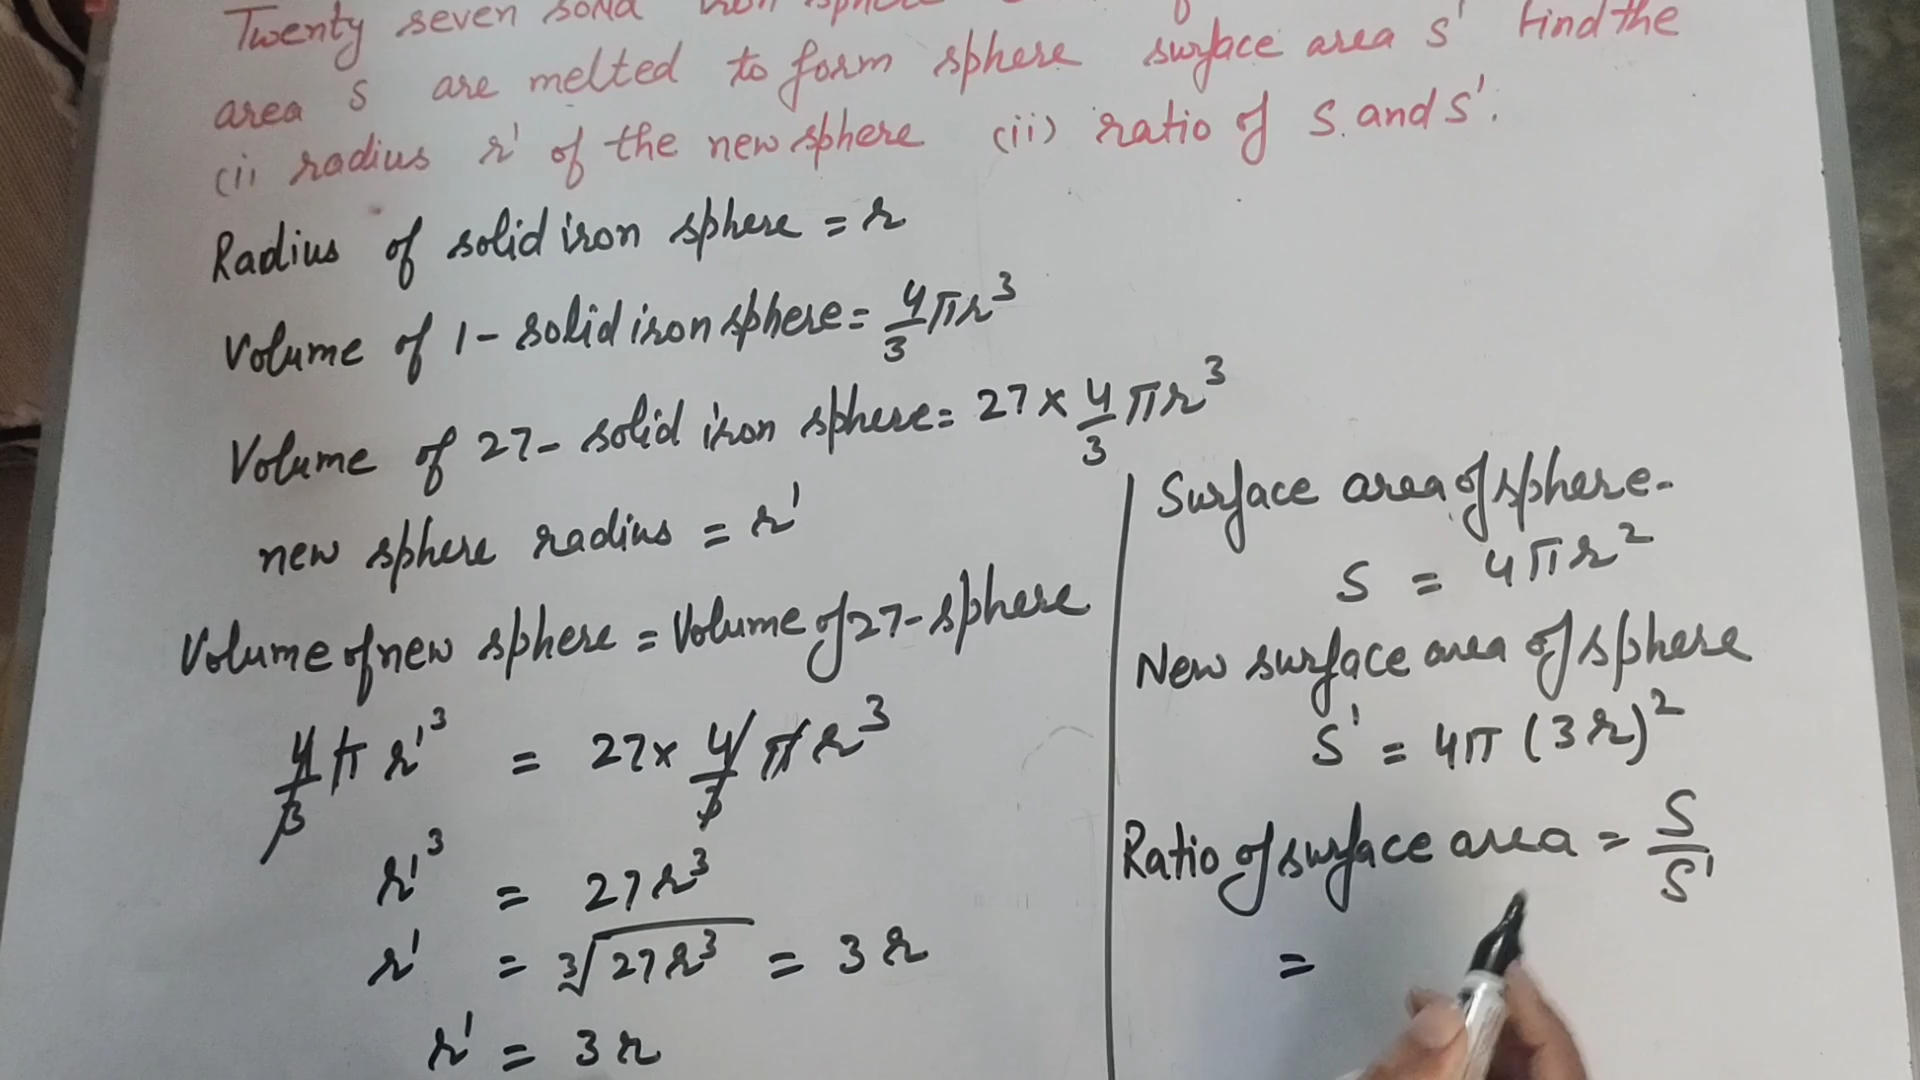 Twenty seven solid iron sphere
area S are melted to form sphere surface area S' Find the
(i) radius r' of the new sphere (ii) ratio of S and S'.
Radius of solid iron sphere = r
Volume of 1- solid iron sphere = 4/3 πr³
Volume of 27- solid iron sphere = 27 × 4/3 πr³
new sphere radius = r'
Volume of new sphere = Volume of 27- sphere
4/3 π r'³ = 27 × 4/3 π r³
r'³ = 27r³
r' = ∛27r³ = 3r
r' = 3r
Surface area of sphere-
S = 4πr²
New surface area of sphere
S' = 4π (3r)²
Ratio of surface area = S/S'
=